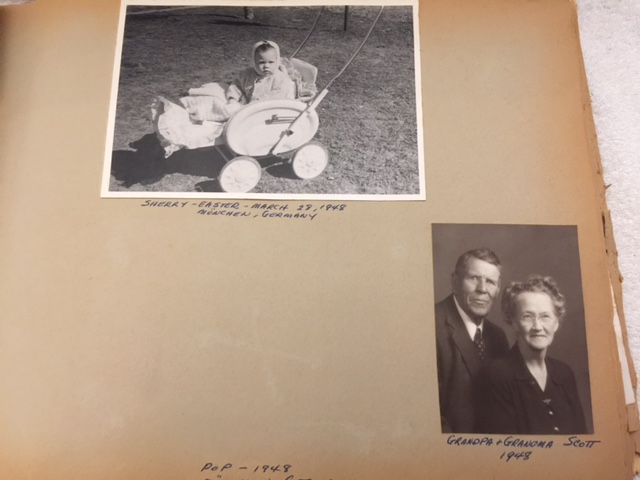 SHERRY - EASTER - MARCH 28, 1948
MÜNCHEN, GERMANY
GRANDPA + GRANDMA SCOTT
1948
POP - 1948